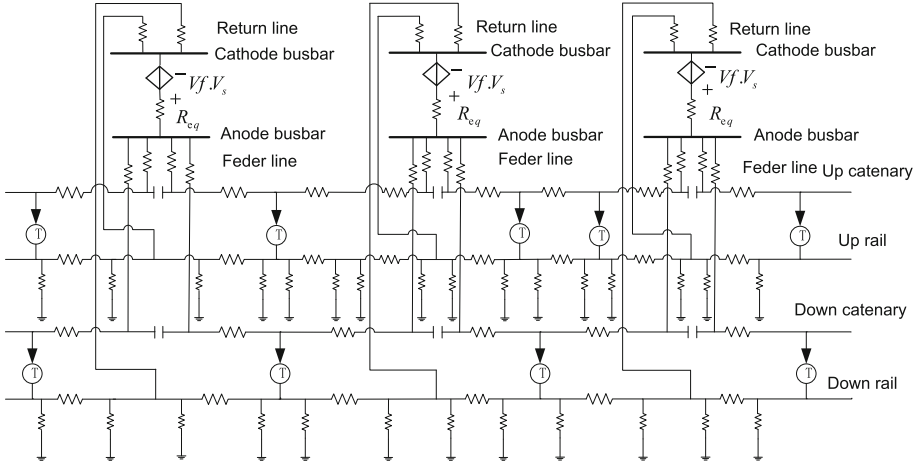 Return line
Return line
Return line
Cathode busbar
Cathode busbar
Cathode busbar
− Vf.Vs
− Vf.Vs
− Vf.Vs
+
+
+
Req
Req
Req
Anode busbar
Anode busbar
Anode busbar
Feder line
Feder line
Feder line
Up catenary
T
T
T
T
T
Up rail
Down catenary
T
T
T
T
Down rail